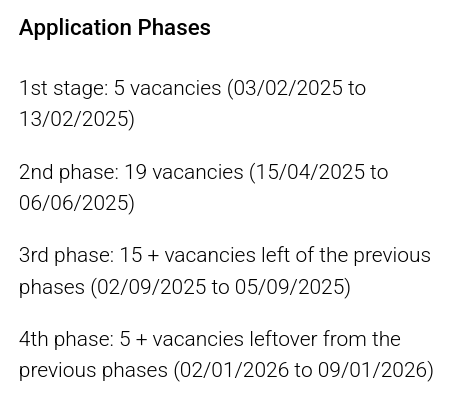 Application Phases
1st stage: 5 vacancies (03/02/2025 to
13/02/2025)
2nd phase: 19 vacancies (15/04/2025 to
06/06/2025)
3rd phase: 15 + vacancies left of the previous
phases (02/09/2025 to 05/09/2025)
4th phase: 5 + vacancies leftover from the
previous phases (02/01/2026 to 09/01/2026)